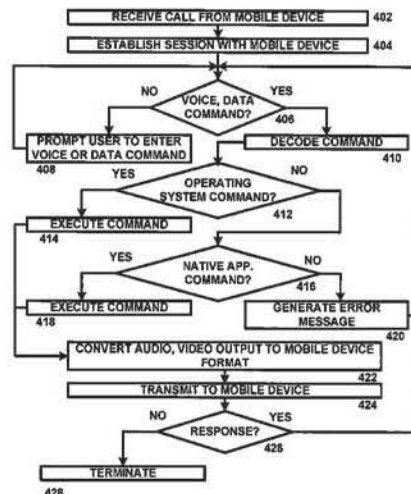 RECEIVE CALL FROM MOBILE DEVICE
402
ESTABLISH SESSION WITH MOBILE DEVICE
404
NO
YES
VOICE, DATA
COMMAND?
406
PROMPT USER TO ENTER
VOICE OR DATA COMMAND
408
DECODE COMMAND
410
YES
NO
OPERATING
SYSTEM COMMAND?
412
EXECUTE COMMAND
414
YES
NO
NATIVE APP.
COMMAND?
416
EXECUTE COMMAND
418
GENERATE ERROR
MESSAGE
420
CONVERT AUDIO, VIDEO OUTPUT TO MOBILE DEVICE
FORMAT
422
TRANSMIT TO MOBILE DEVICE
424
NO
YES
RESPONSE?
426
TERMINATE
428